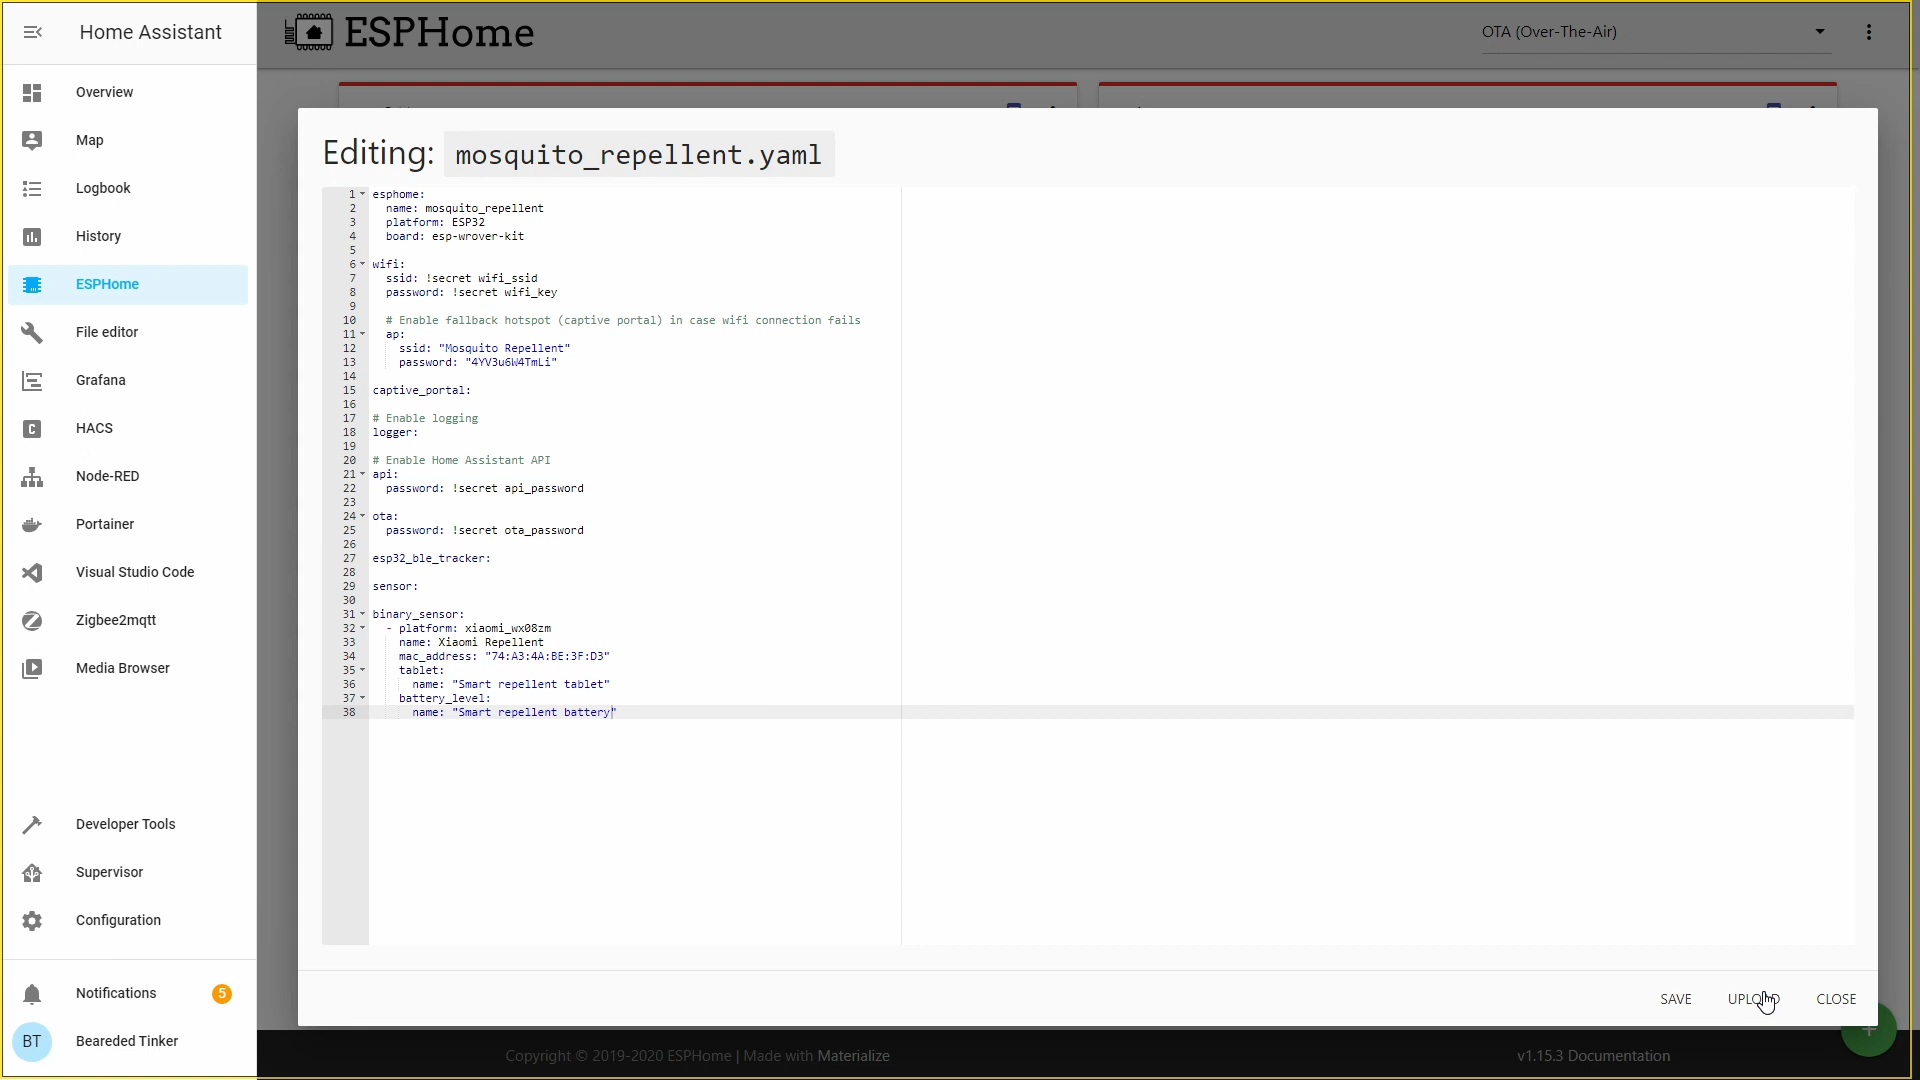 Home Assistant
ESPHome
OTA (Over-The-Air)
Overview
Map
Logbook
History
ESPHome
File editor
Grafana
HACS
Node-RED
Portainer
Visual Studio Code
Zigbee2mqtt
Media Browser
Developer Tools
Supervisor
Configuration
Notifications 5
BT Beareded Tinker
Editing: mosquito_repellent.yaml
1 esphome:
2 name: mosquito_repellent
3 platform: ESP32
4 board: esp-wrover-kit
5
6 wifi:
7 ssid: !secret wifi_ssid
8 password: !secret wifi_key
9
10 # Enable fallback hotspot (captive portal) in case wifi connection fails
11 ap:
12 ssid: "Mosquito Repellent"
13 password: "4YV3u6W4TmLi"
14
15 captive_portal:
16
17 # Enable logging
18 logger:
19
20 # Enable Home Assistant API
21 api:
22 password: !secret api_password
23
24 ota:
25 password: !secret ota_password
26
27 esp32_ble_tracker:
28
29 sensor:
30
31 binary_sensor:
32 - platform: xiaomi_wx08zm
33 name: Xiaomi Repellent
34 mac_address: "74:A3:4A:BE:3F:D3"
35 tablet:
36 name: "Smart repellent tablet"
37 battery_level:
38 name: "Smart repellent battery"
SAVE UPLOAD CLOSE
Copyright © 2019-2020 ESPHome | Made with Materialize
v1.15.3 Documentation